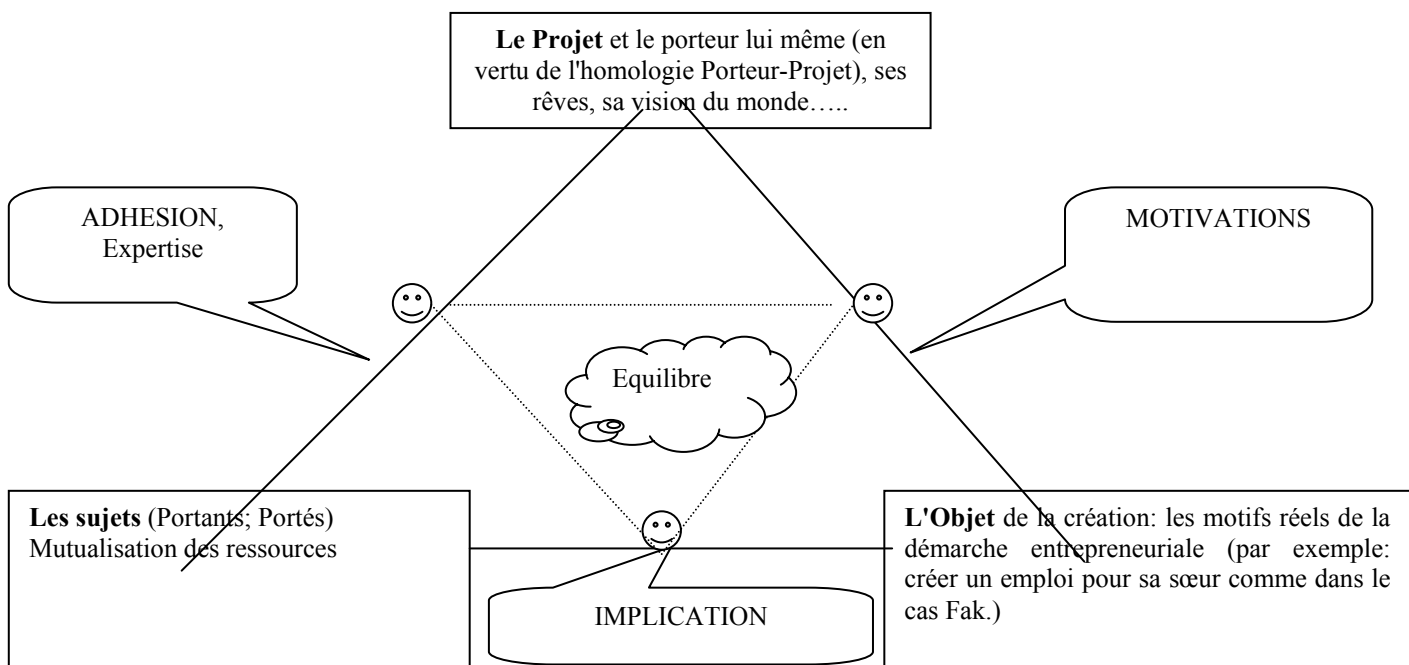 Le Projet et le porteur lui même (en
vertu de l'homologie Porteur-Projet), ses
rêves, sa vision du monde…..
ADHESION,
Expertise
MOTIVATIONS
Equilibre
Les sujets (Portants; Portés)
Mutualisation des ressources
L'Objet de la création: les motifs réels de la
démarche entrepreneuriale (par exemple:
créer un emploi pour sa sœur comme dans le
cas Fak.)
IMPLICATION